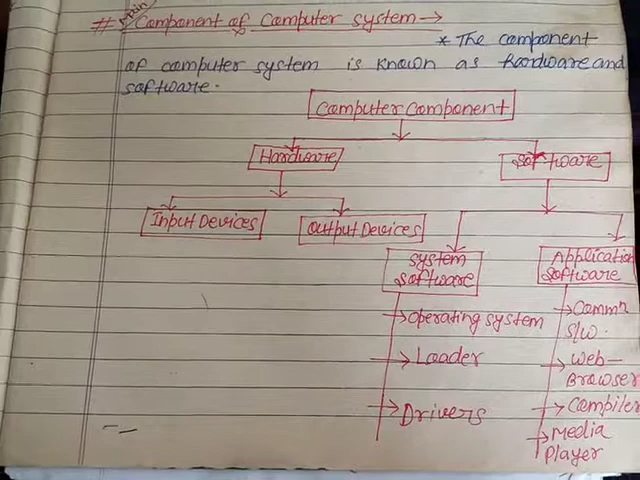 # Main Component of Computer system →
* The component
of computer system is known as hardware and
software.
Computer Component
Hardware
Software
Input Devices
Output Devices
System
Software
Application
Software
→ operating system
→ Loader
→ Drivers
→ Commn
S/W.
→ Web-
Browser
→ Compiler
→ Media
Player